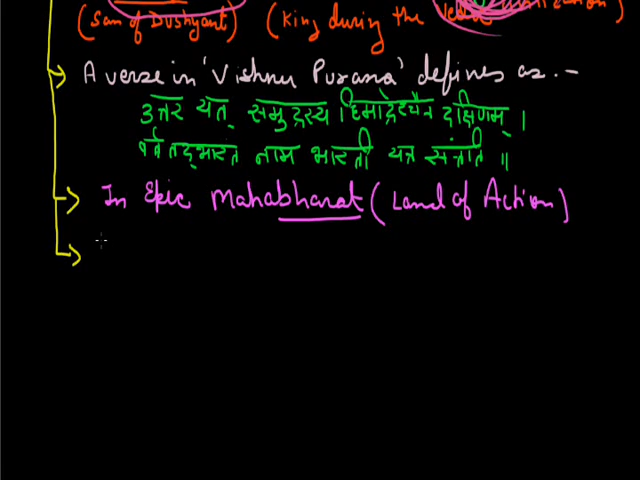 (Son of Dushyant) (King during the Vedic
A verse in 'Vishnu Purana' defines as .-
उत्तर यत् समुद्रस्य । हिमाद्रेश्चैव दक्षिणम् ।
वर्ष तद्भारत नाम भारती यत्र संतति ॥
In Epic Mahabharat (Land of Action)